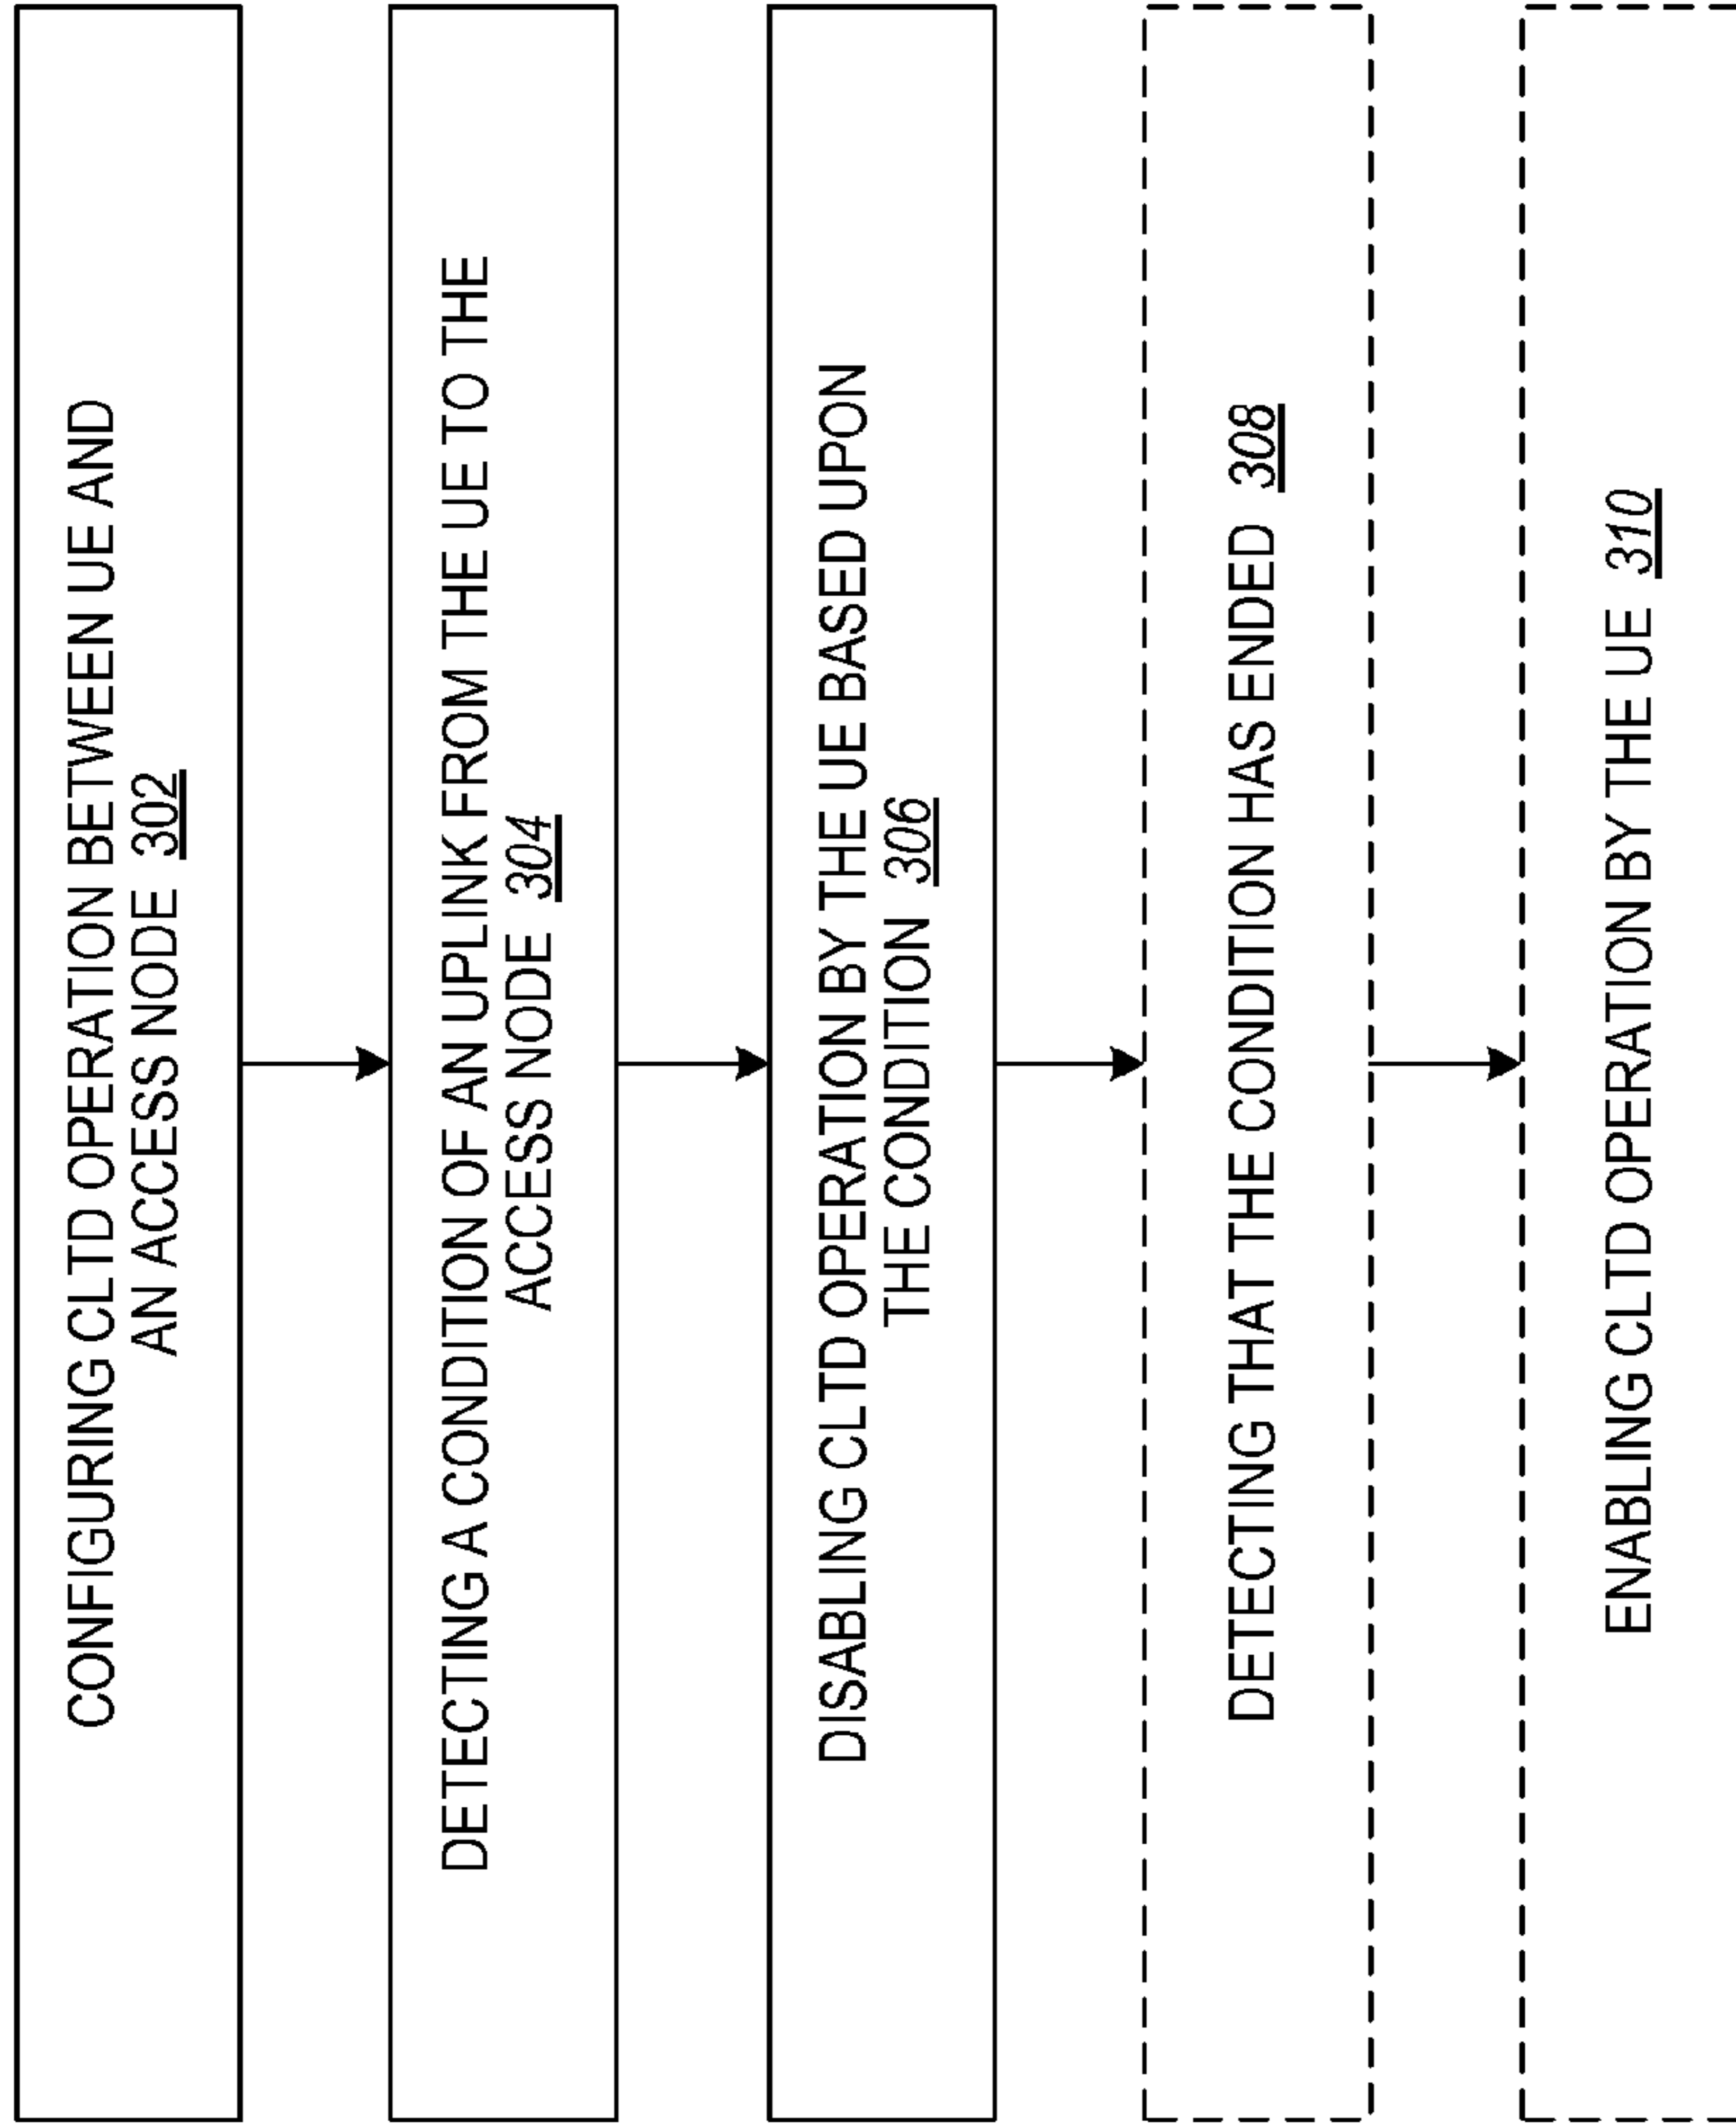 CONFIGURING CLTD OPERATION BETWEEN UE AND
AN ACCESS NODE 302
DETECTING A CONDITION OF AN UPLINK FROM THE UE TO THE
ACCESS NODE 304
DISABLING CLTD OPERATION BY THE UE BASED UPON
THE CONDITION 306
DETECTING THAT THE CONDITION HAS ENDED 308
ENABLING CLTD OPERATION BY THE UE 310